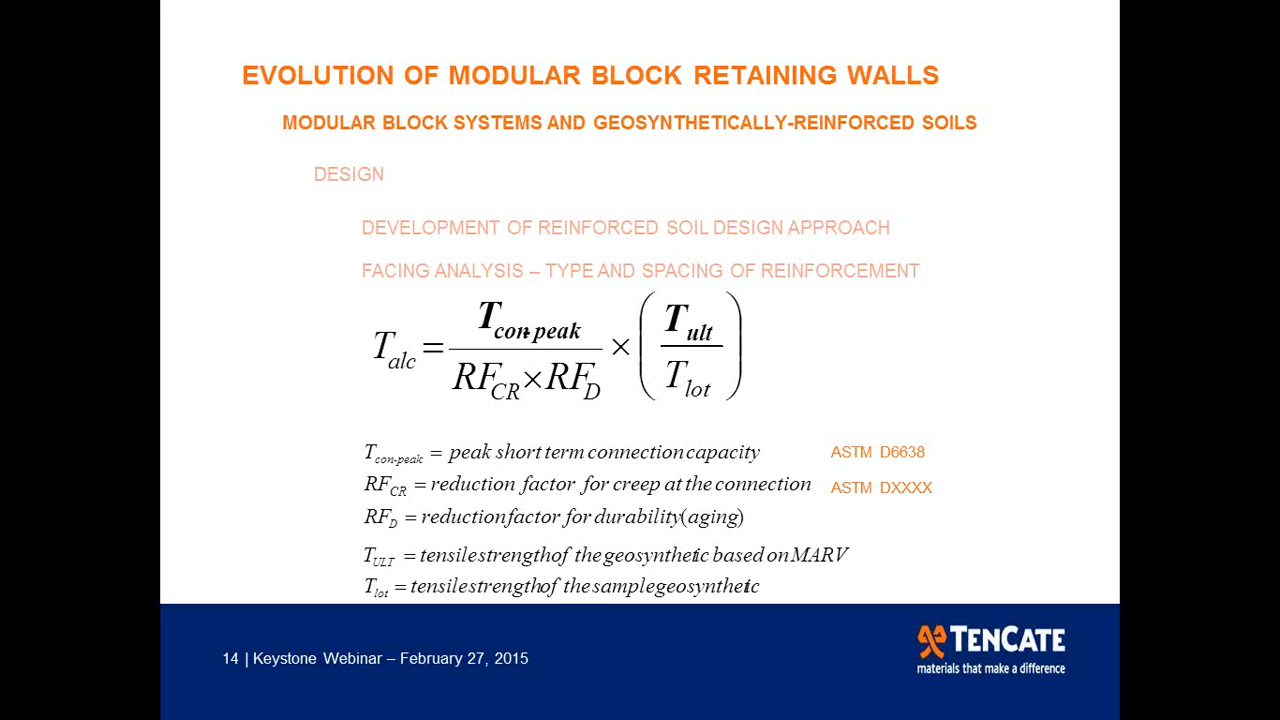 EVOLUTION OF MODULAR BLOCK RETAINING WALLS
MODULAR BLOCK SYSTEMS AND GEOSYNTHETICALLY-REINFORCED SOILS
DESIGN
DEVELOPMENT OF REINFORCED SOIL DESIGN APPROACH
FACING ANALYSIS – TYPE AND SPACING OF REINFORCEMENT
T_alc = T_con-peak / (RF_CR × RF_D) × (T_ult / T_lot)
T_con-peak = peak short term connection capacity ASTM D6638
RF_CR = reduction factor for creep at the connection ASTM DXXXX
RF_D = reduction factor for durability (aging)
T_ULT = tensile strength of the geosynthetic based on MARV
T_lot = tensile strength of the sample geosynthetic
14 | Keystone Webinar – February 27, 2015
TENCATE
materials that make a difference